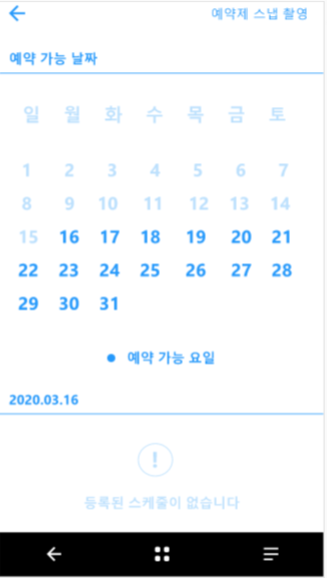 예약제 스냅 촬영
예약 가능 날짜
일 월 화 수 목 금 토
1 2 3 4 5 6 7
8 9 10 11 12 13 14
15 16 17 18 19 20 21
22 23 24 25 26 27 28
29 30 31
예약 가능 요일
2020.03.16
!
등록된 스케줄이 없습니다